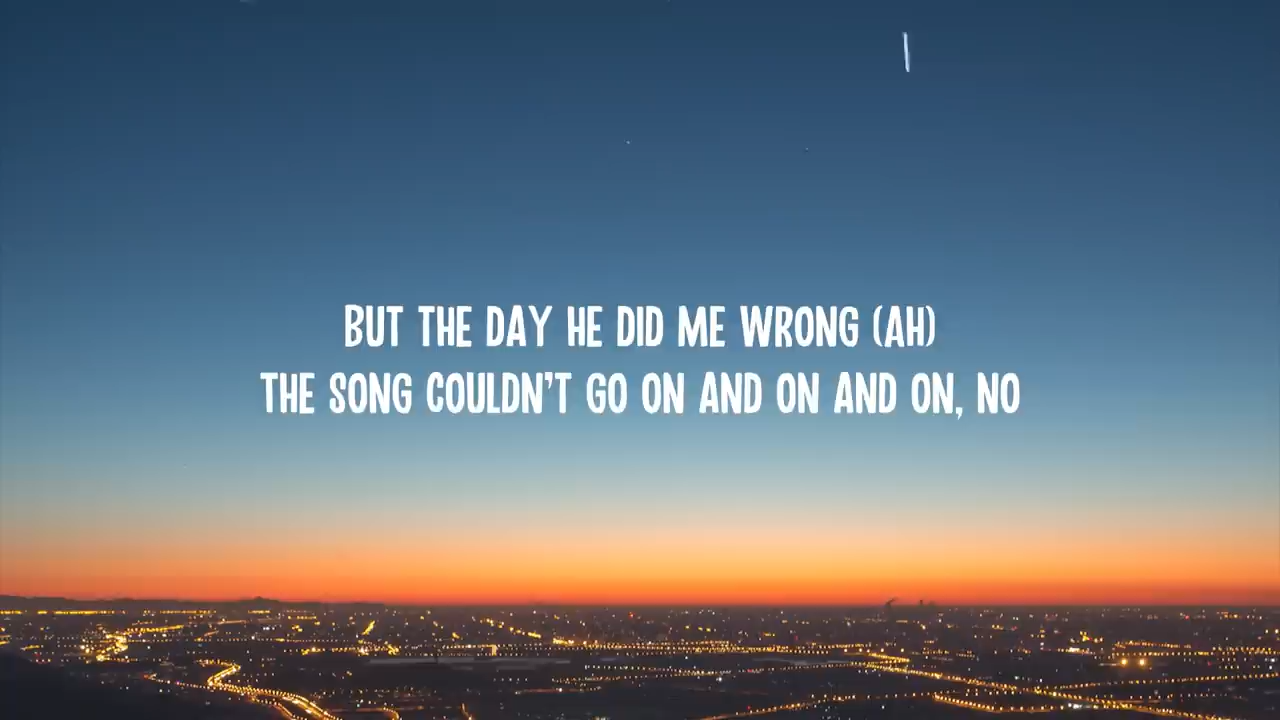 BUT THE DAY HE DID ME WRONG (AH)
THE SONG COULDN'T GO ON AND ON AND ON, NO